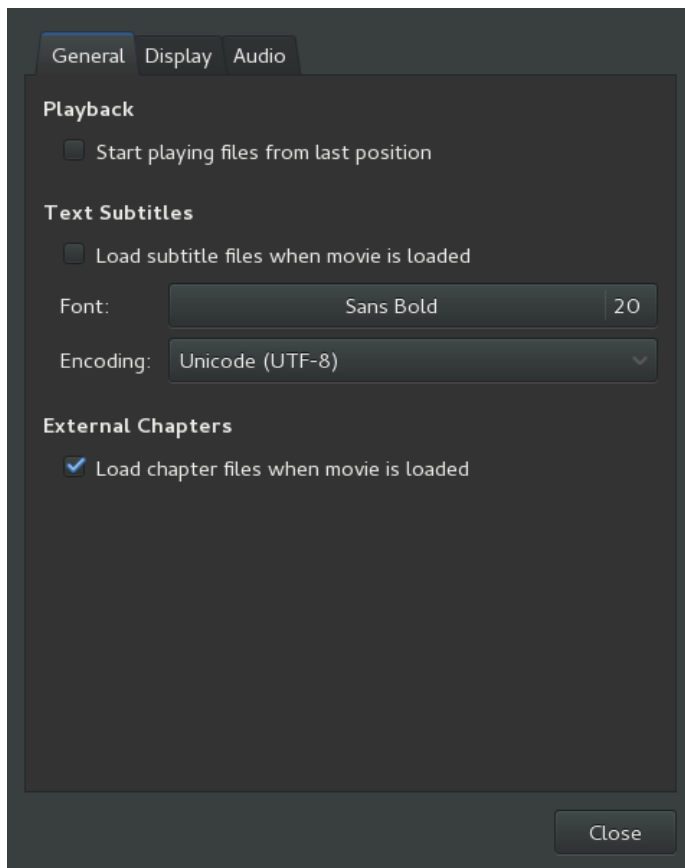 General Display Audio
Playback
Start playing files from last position
Text Subtitles
Load subtitle files when movie is loaded
Font: Sans Bold 20
Encoding: Unicode (UTF-8)
External Chapters
Load chapter files when movie is loaded
Close